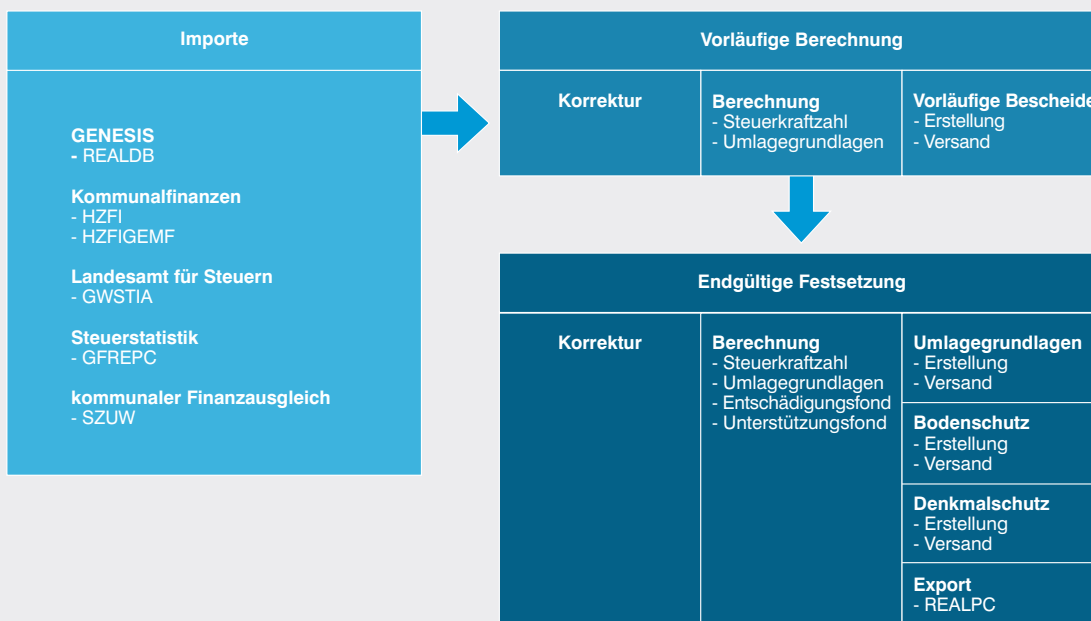 Importe
GENESIS
- REALDB
Kommunalfinanzen
- HZFI
- HZFIGEMF
Landesamt für Steuern
- GWSTIA
Steuerstatistik
- GFREPC
kommunaler Finanzausgleich
- SZUW
Vorläufige Berechnung
Korrektur
Berechnung
- Steuerkraftzahl
- Umlagegrundlagen
Vorläufige Bescheide
- Erstellung
- Versand
Endgültige Festsetzung
Korrektur
Berechnung
- Steuerkraftzahl
- Umlagegrundlagen
- Entschädigungsfond
- Unterstützungsfond
Umlagegrundlagen
- Erstellung
- Versand
Bodenschutz
- Erstellung
- Versand
Denkmalschutz
- Erstellung
- Versand
Export
- REALPC